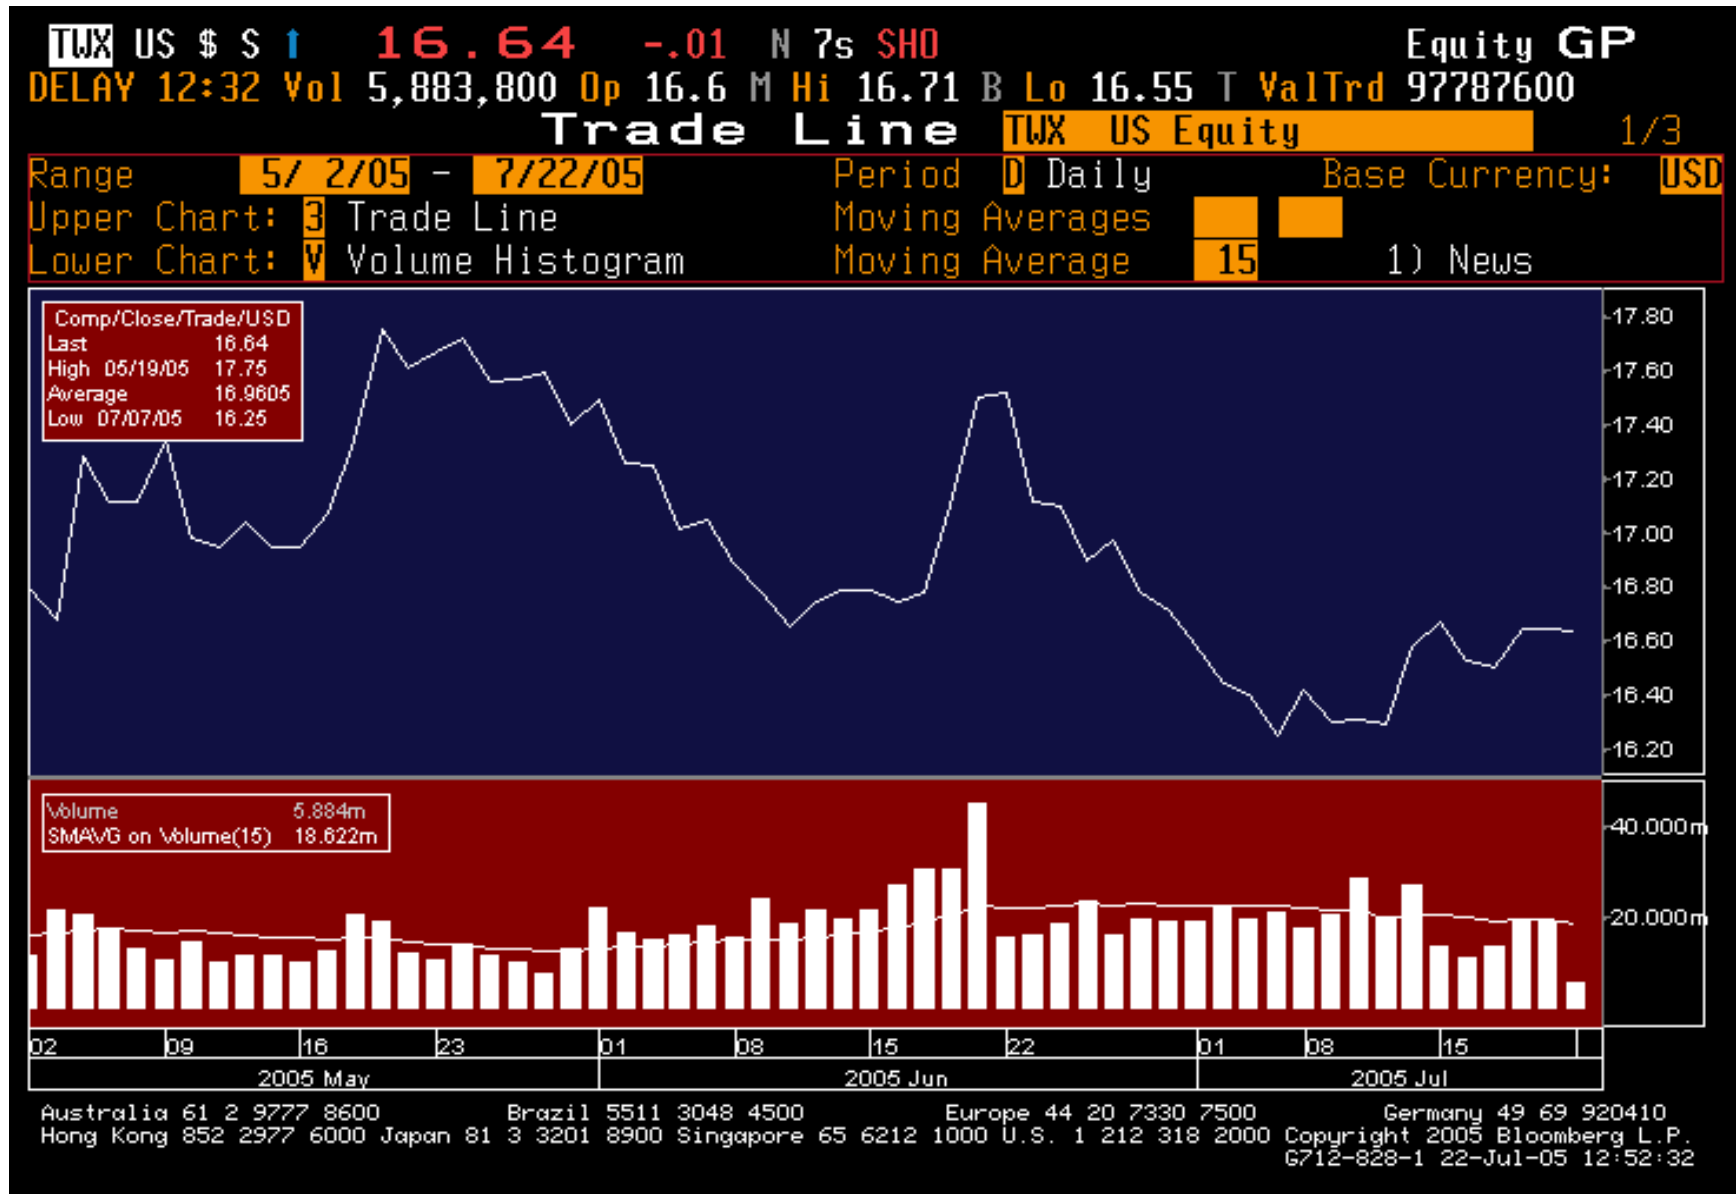 TWX US $ S ↑ 16.64 -.01 N 7s SHO Equity GP
DELAY 12:32 Vol 5,883,800 Op 16.6 M Hi 16.71 B Lo 16.55 T ValTrd 97787600
Trade Line TWX US Equity 1/3
Range 5/ 2/05 - 7/22/05 Period D Daily Base Currency: USD
Upper Chart: 3 Trade Line Moving Averages
Lower Chart: V Volume Histogram Moving Average 15 1) News
Comp/Close/Trade/USD
Last 16.64
High 05/19/05 17.75
Average 16.9605
Low 07/07/05 16.25
17.80
17.60
17.40
17.20
17.00
16.80
16.60
16.40
16.20
Volume 5.884m
SMAVG on Volume(15) 18.622m
40.000m
20.000m
02 09 16 23 01 08 15 22 01 08 15
2005 May 2005 Jun 2005 Jul
Australia 61 2 9777 8600 Brazil 5511 3048 4500 Europe 44 20 7330 7500 Germany 49 69 920410
Hong Kong 852 2977 6000 Japan 81 3 3201 8900 Singapore 65 6212 1000 U.S. 1 212 318 2000 Copyright 2005 Bloomberg L.P.
G712-828-1 22-Jul-05 12:52:32